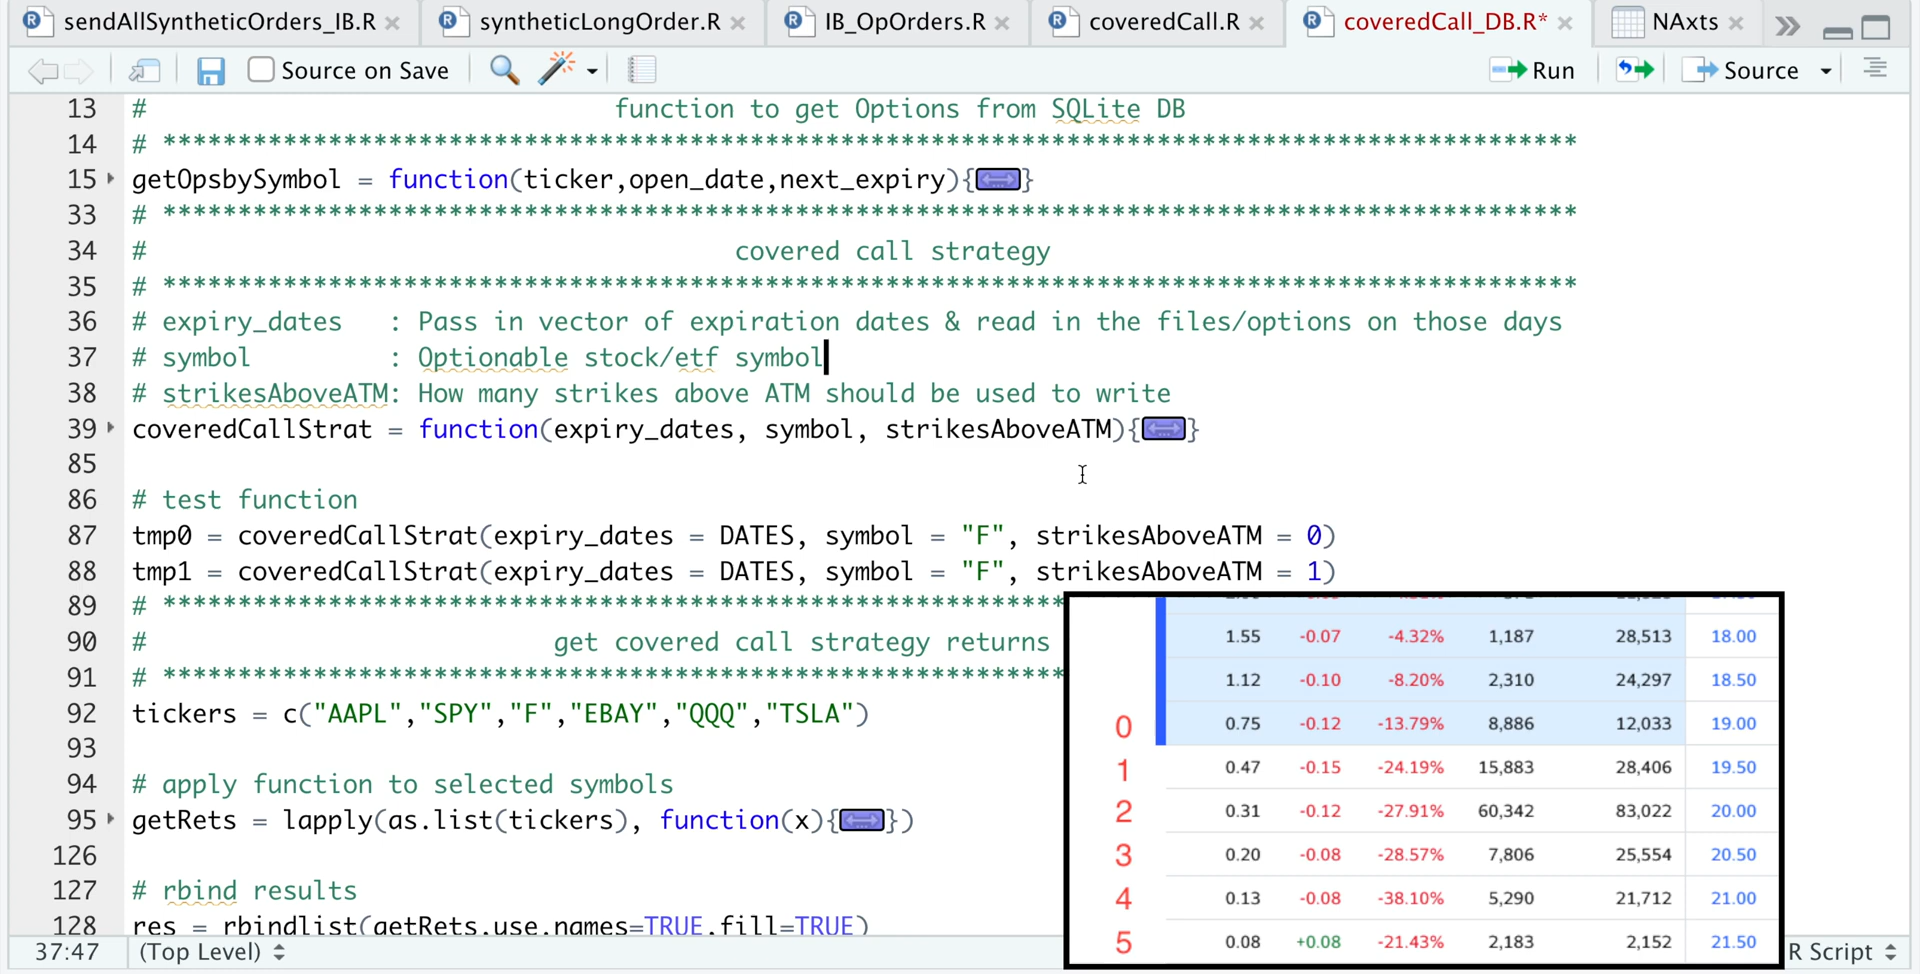 sendAllSyntheticOrders_IB.R
syntheticLongOrder.R
IB_OpOrders.R
coveredCall.R
coveredCall_DB.R*
NAxts
Source on Save
Run
Source
13 # function to get Options from SQLite DB
14 # **********************************************************************************************
15 getOpsbySymbol = function(ticker,open_date,next_expiry){}
33 # **********************************************************************************************
34 # covered call strategy
35 # **********************************************************************************************
36 # expiry_dates : Pass in vector of expiration dates & read in the files/options on those days
37 # symbol : Optionable stock/etf symbol
38 # strikesAboveATM: How many strikes above ATM should be used to write
39 coveredCallStrat = function(expiry_dates, symbol, strikesAboveATM){}
85
86 # test function
87 tmp0 = coveredCallStrat(expiry_dates = DATES, symbol = "F", strikesAboveATM = 0)
88 tmp1 = coveredCallStrat(expiry_dates = DATES, symbol = "F", strikesAboveATM = 1)
89 # ************************************************************
90 # get covered call strategy returns
91 # ************************************************************
92 tickers = c("AAPL","SPY","F","EBAY","QQQ","TSLA")
93
94 # apply function to selected symbols
95 getRets = lapply(as.list(tickers), function(x){})
126
127 # rbind results
128 res = rbindlist(getRets,use.names=TRUE,fill=TRUE)
37:47 (Top Level)
R Script
1.55 -0.07 -4.32% 1,187 28,513 18.00
1.12 -0.10 -8.20% 2,310 24,297 18.50
0 0.75 -0.12 -13.79% 8,886 12,033 19.00
1 0.47 -0.15 -24.19% 15,883 28,406 19.50
2 0.31 -0.12 -27.91% 60,342 83,022 20.00
3 0.20 -0.08 -28.57% 7,806 25,554 20.50
4 0.13 -0.08 -38.10% 5,290 21,712 21.00
5 0.08 +0.08 -21.43% 2,183 2,152 21.50